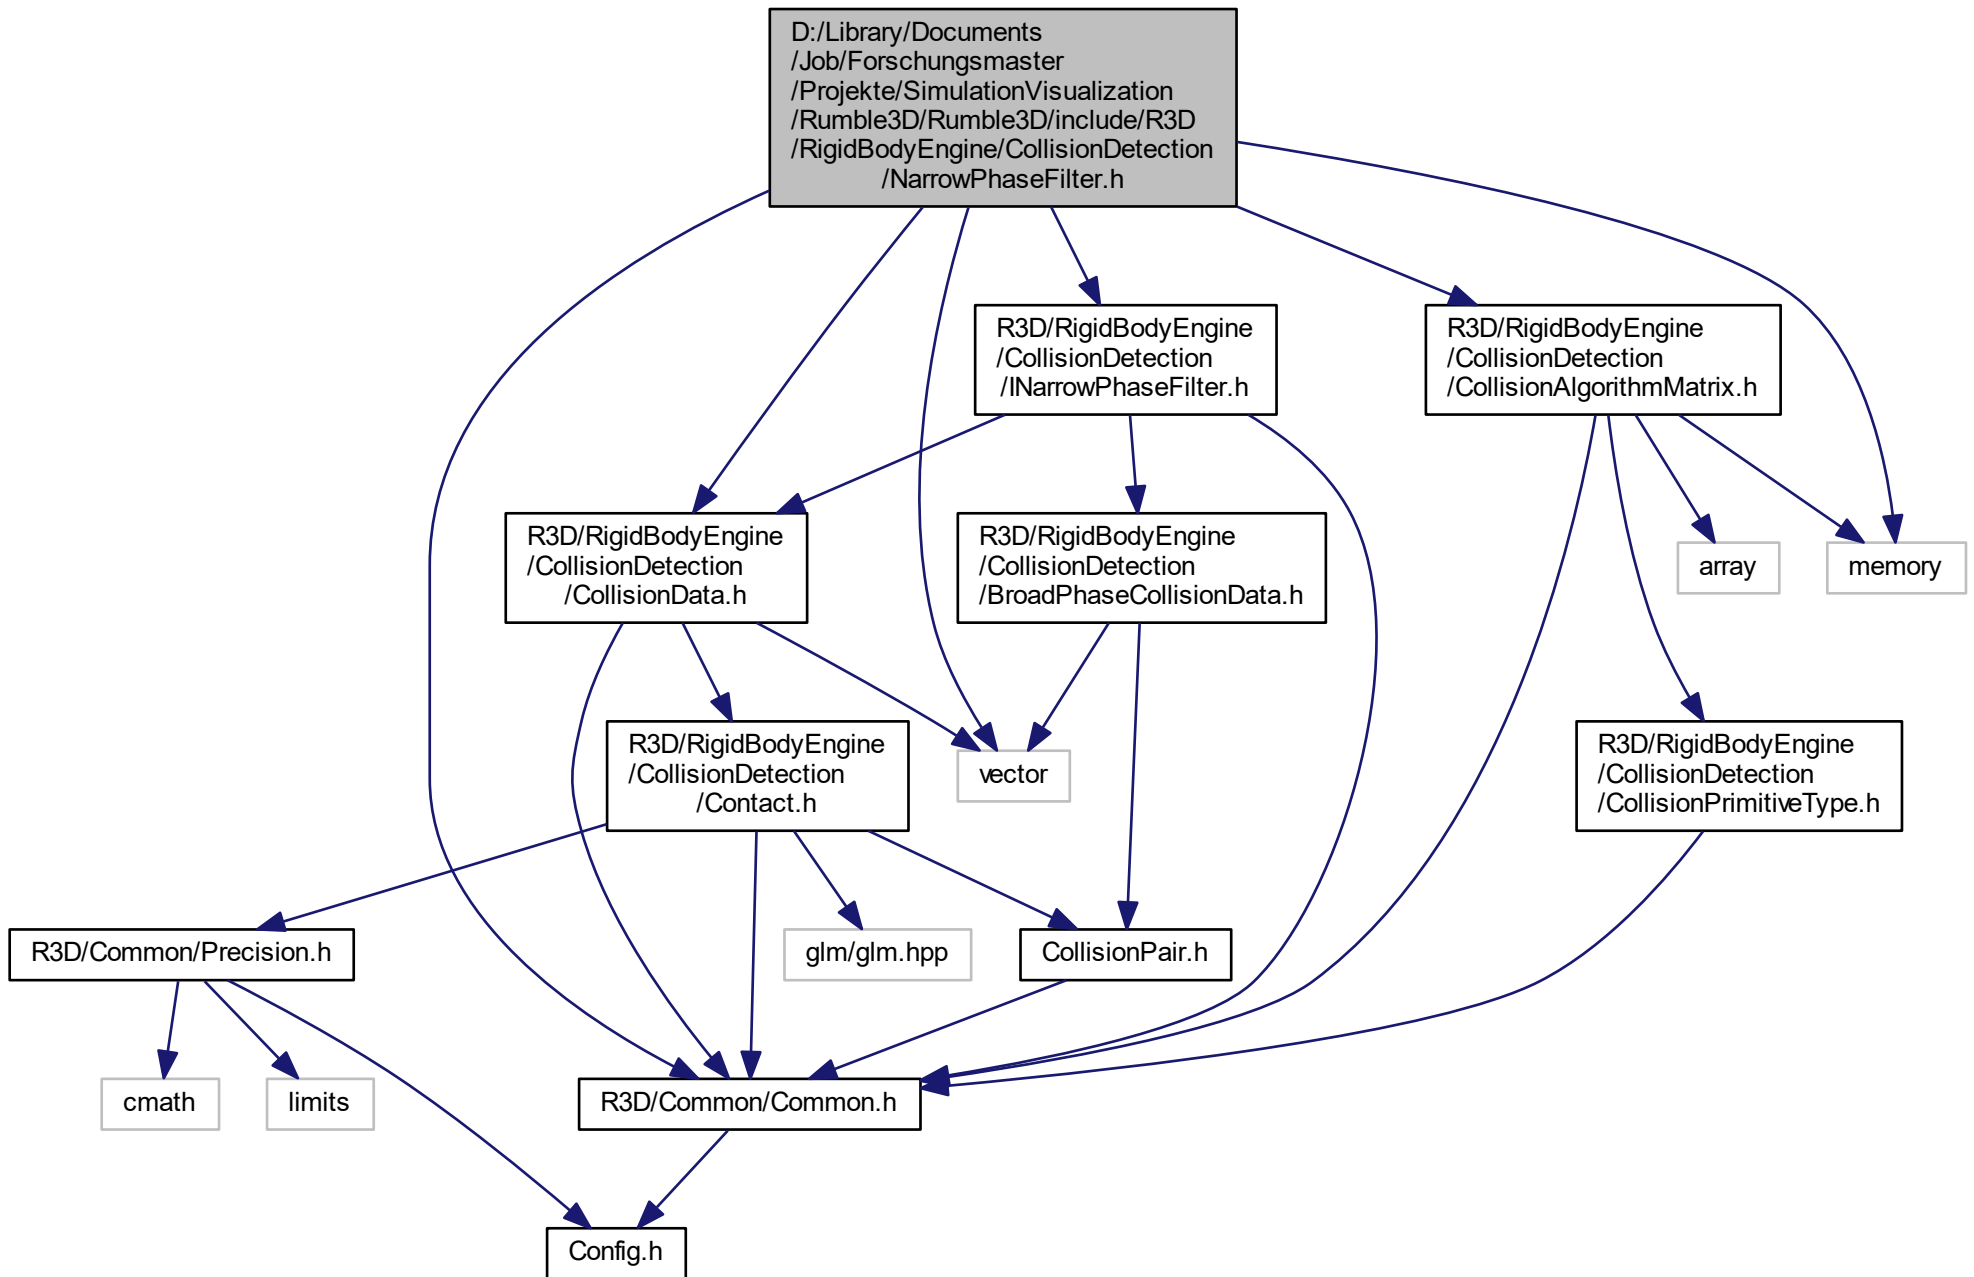 D:/Library/Documents
/Job/Forschungsmaster
/Projekte/SimulationVisualization
/Rumble3D/Rumble3D/include/R3D
/RigidBodyEngine/CollisionDetection
/NarrowPhaseFilter.h
R3D/RigidBodyEngine
/CollisionDetection
/INarrowPhaseFilter.h
R3D/RigidBodyEngine
/CollisionDetection
/CollisionAlgorithmMatrix.h
R3D/RigidBodyEngine
/CollisionDetection
/CollisionData.h
R3D/RigidBodyEngine
/CollisionDetection
/BroadPhaseCollisionData.h
array
memory
R3D/RigidBodyEngine
/CollisionDetection
/Contact.h
vector
R3D/RigidBodyEngine
/CollisionDetection
/CollisionPrimitiveType.h
R3D/Common/Precision.h
glm/glm.hpp
CollisionPair.h
cmath
limits
R3D/Common/Common.h
Config.h